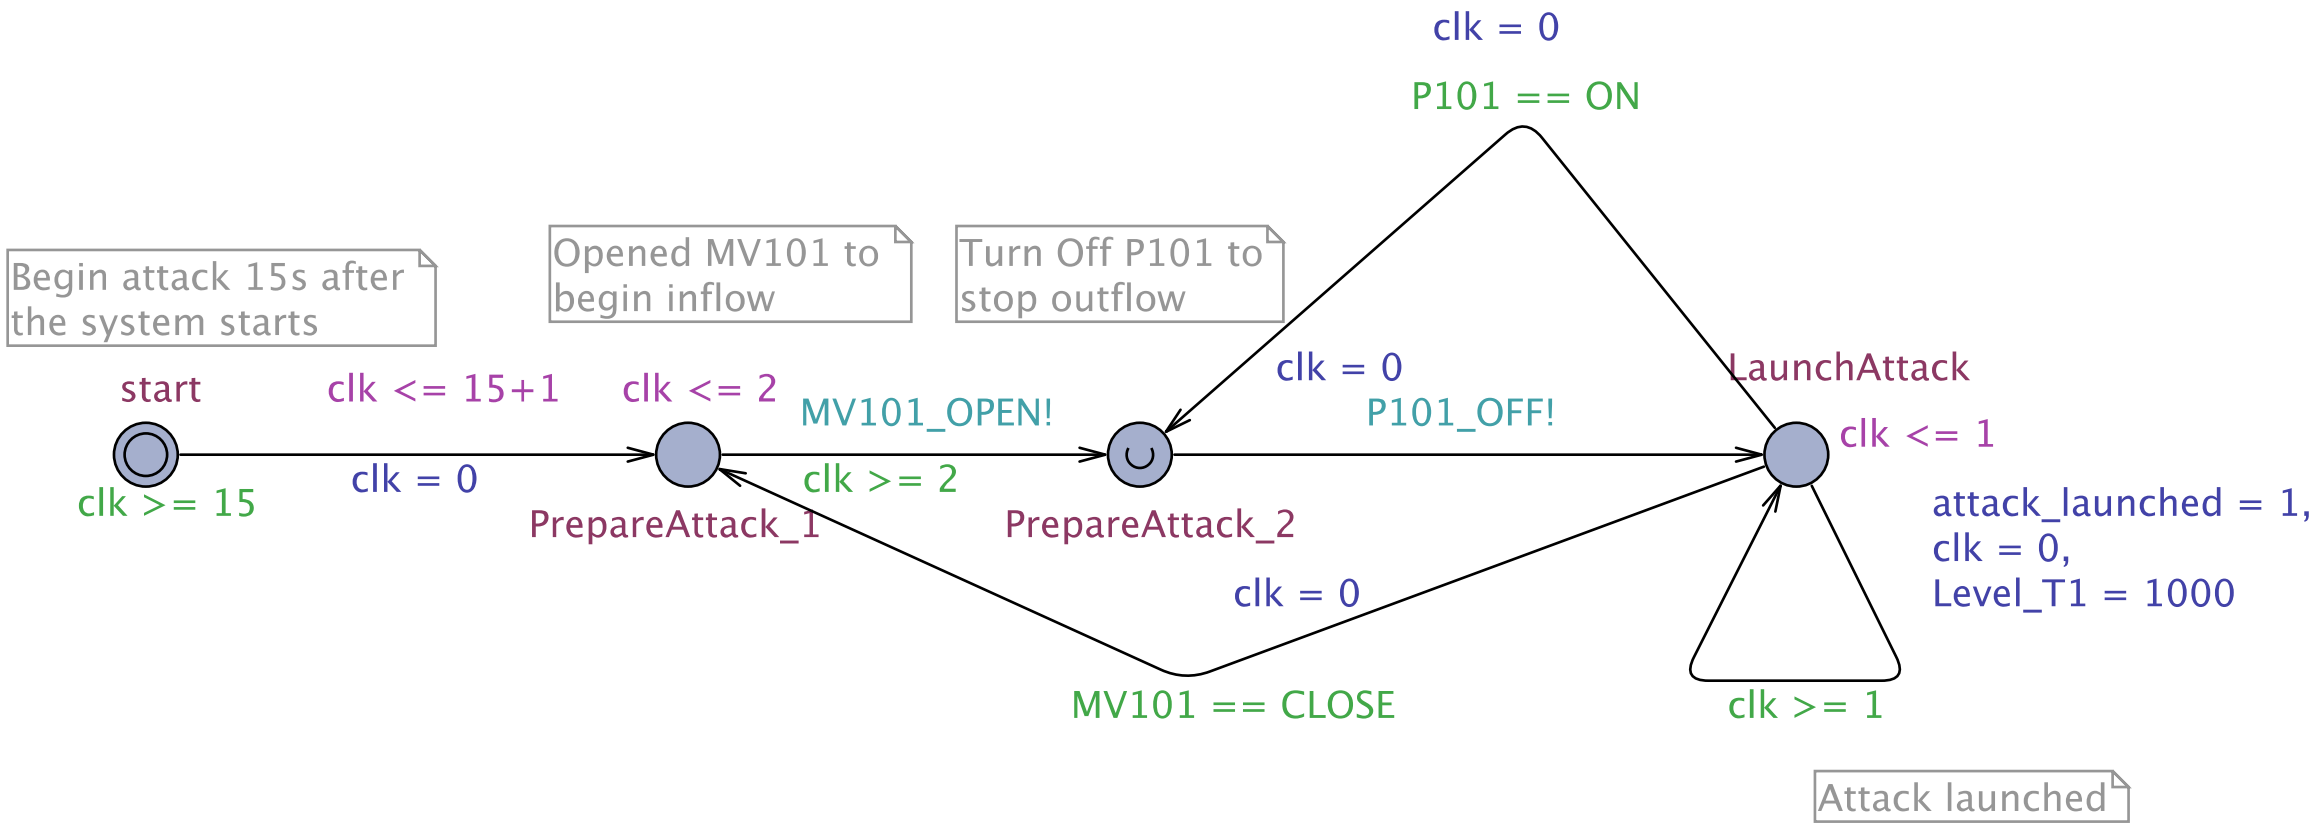 clk = 0
P101 == ON
Begin attack 15s after
the system starts
Opened MV101 to
begin inflow
Turn Off P101 to
stop outflow
start
clk <= 15+1
clk = 0
clk >= 15
clk <= 2
PrepareAttack_1
MV101_OPEN!
clk >= 2
PrepareAttack_2
clk = 0
P101_OFF!
LaunchAttack
clk <= 1
attack_launched = 1,
clk = 0,
Level_T1 = 1000
clk = 0
MV101 == CLOSE
clk >= 1
Attack launched